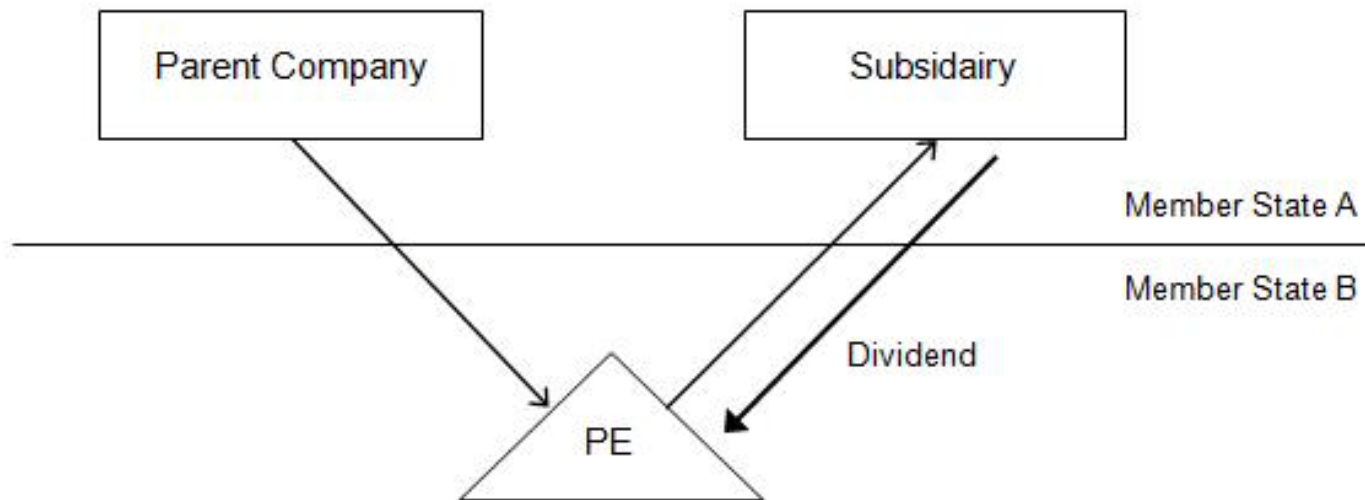 Parent Company
Subsidairy
Member State A
Member State B
Dividend
PE